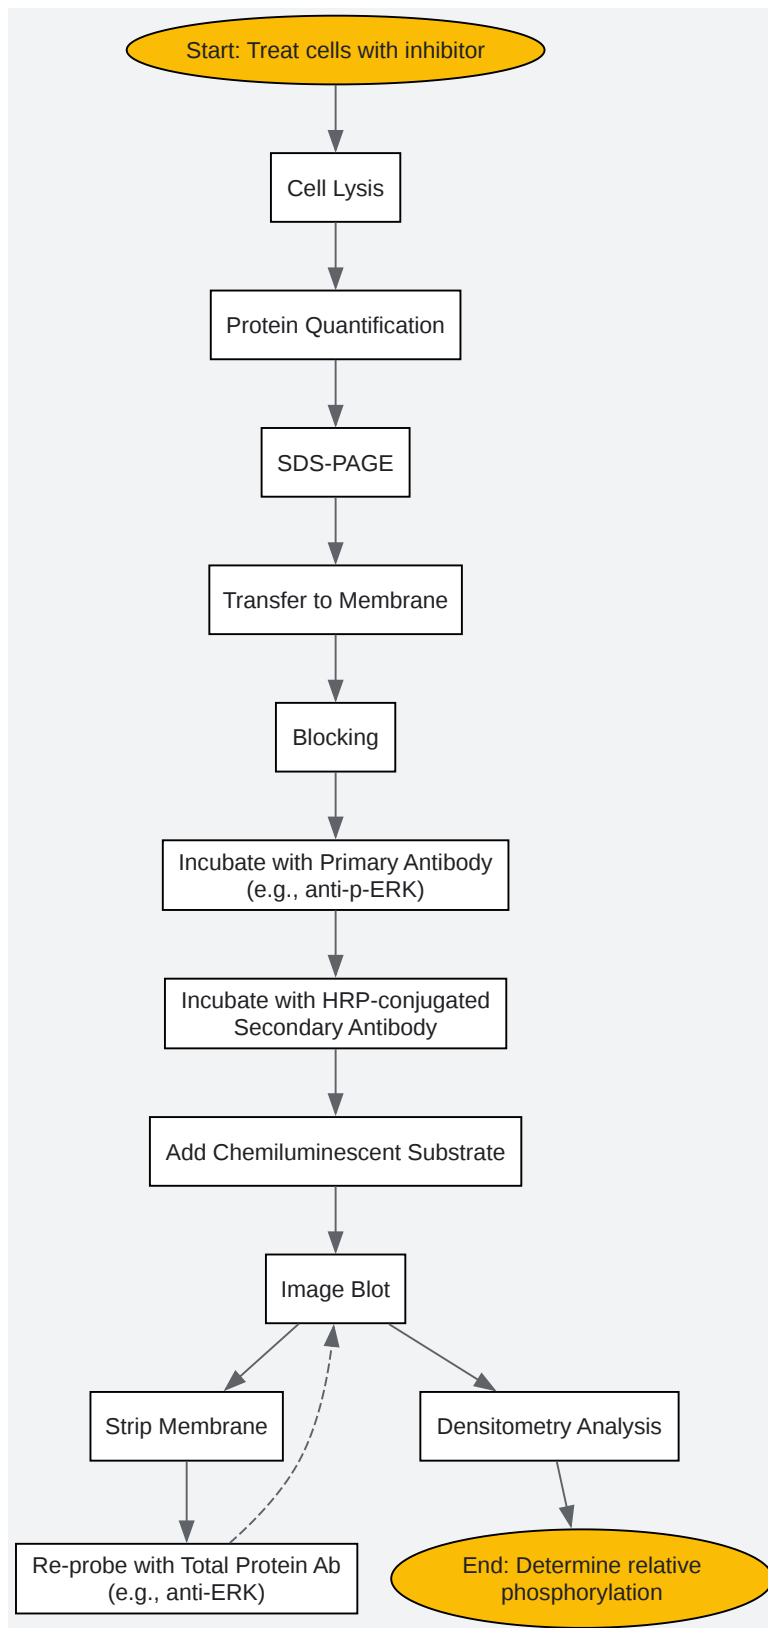 Start: Treat cells with inhibitor
Cell Lysis
Protein Quantification
SDS-PAGE
Transfer to Membrane
Blocking
Incubate with Primary Antibody
(e.g., anti-p-ERK)
Incubate with HRP-conjugated
Secondary Antibody
Add Chemiluminescent Substrate
Image Blot
Strip Membrane
Densitometry Analysis
Re-probe with Total Protein Ab
(e.g., anti-ERK)
End: Determine relative
phosphorylation